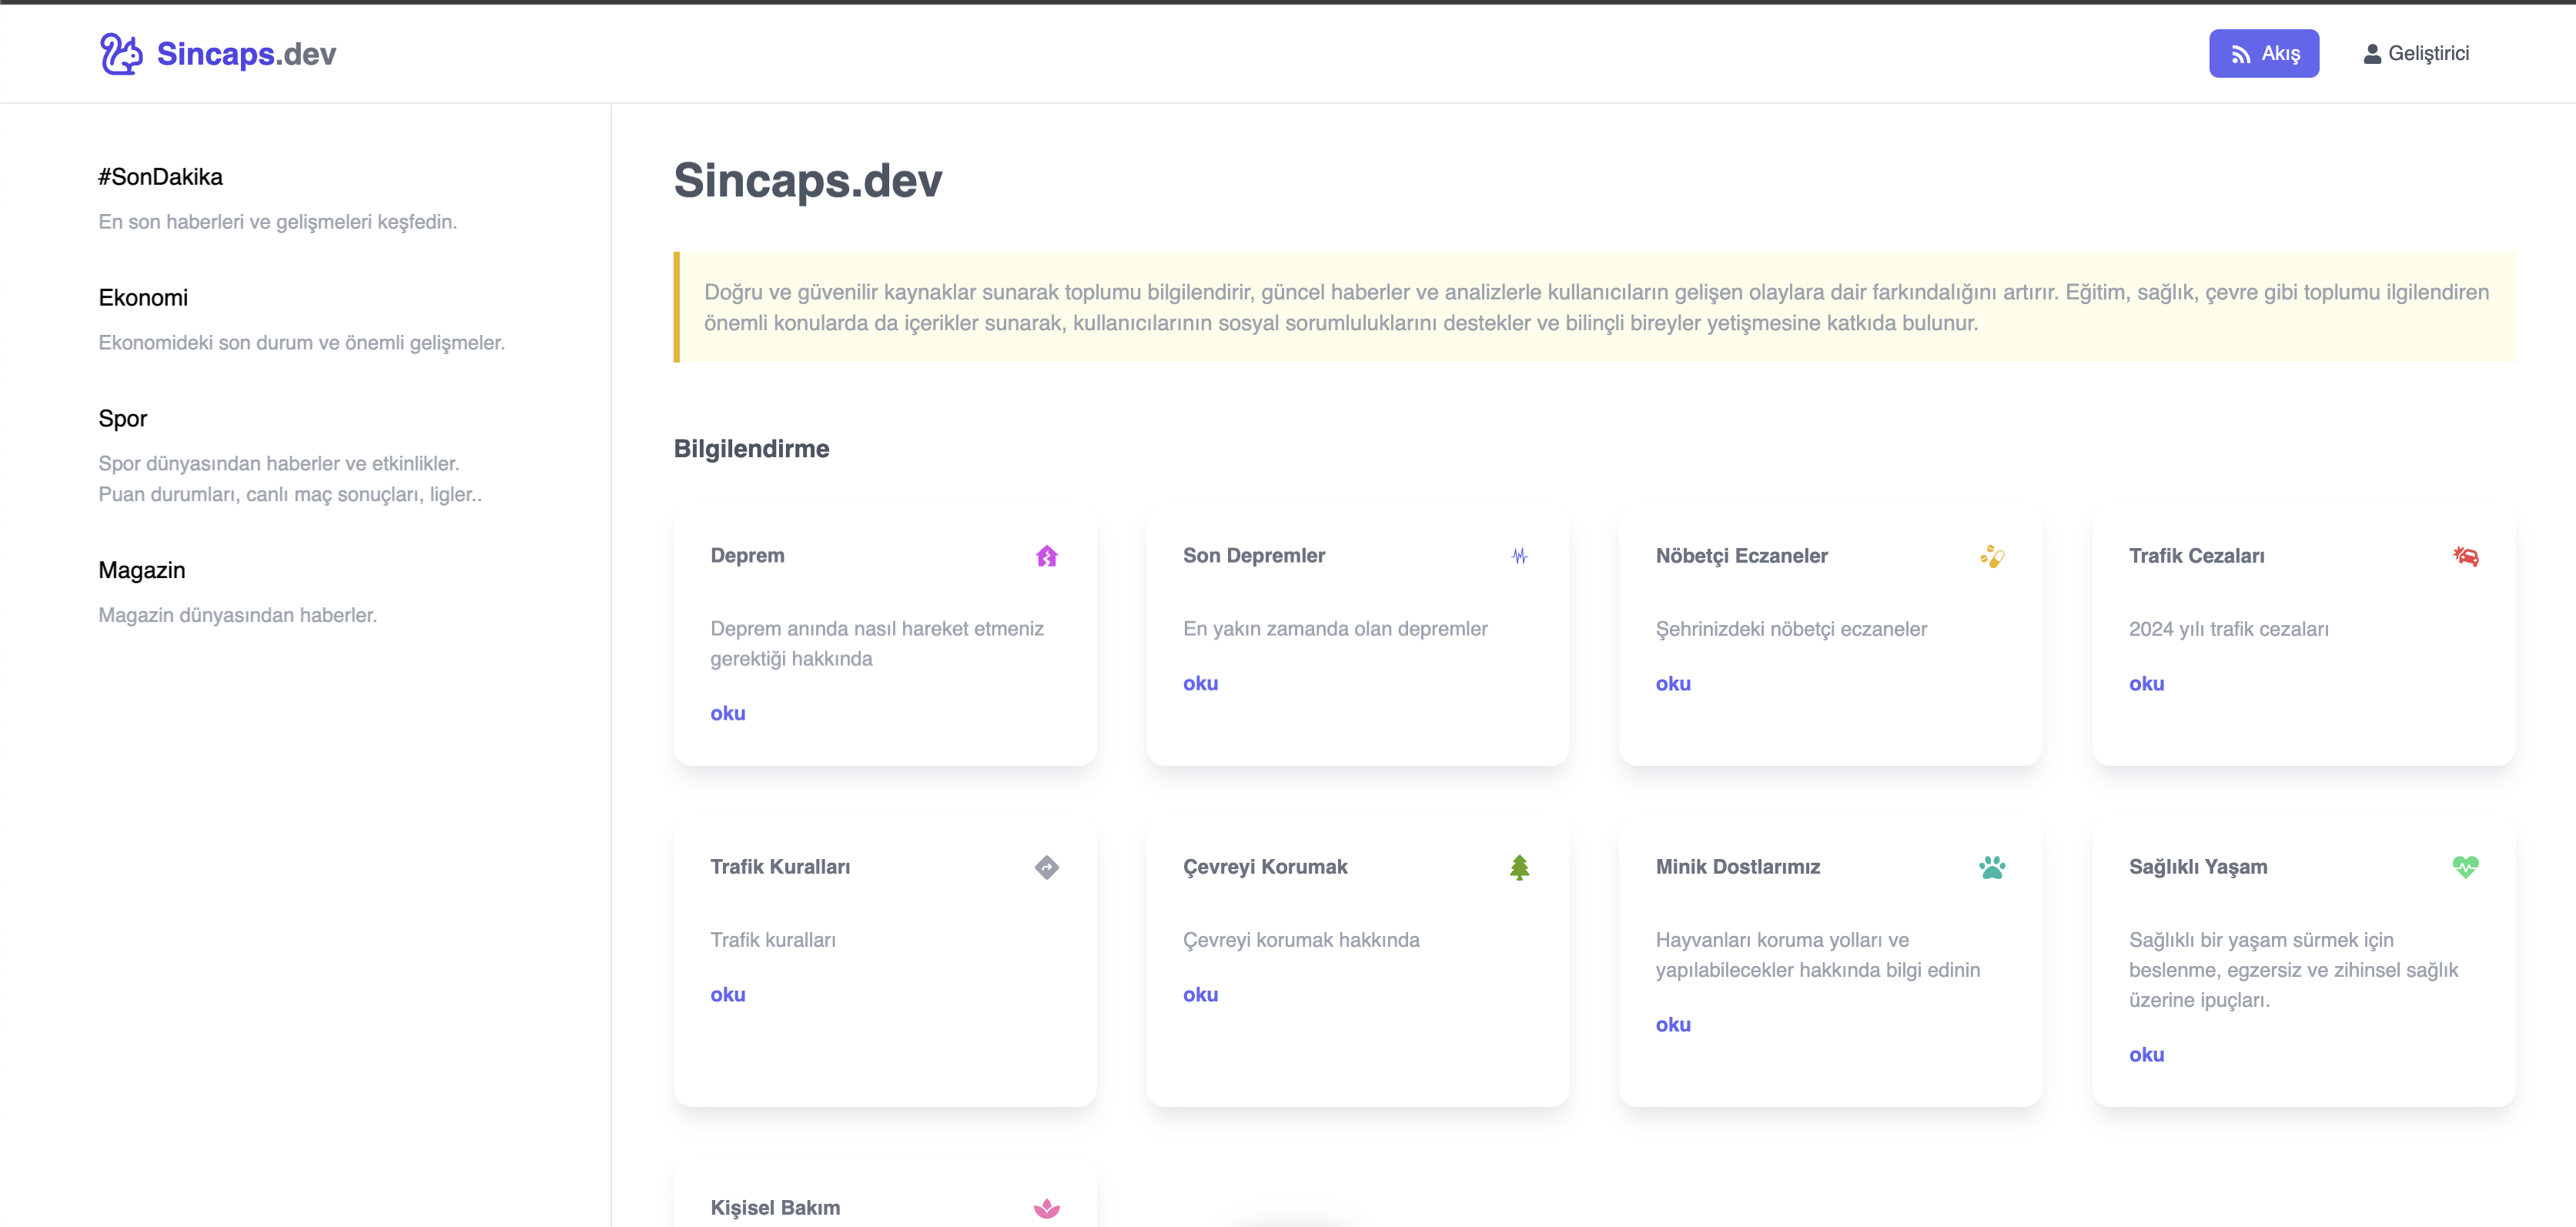 Sincaps.dev
Akış
Geliştirici
#SonDakika
En son haberleri ve gelişmeleri keşfedin.
Ekonomi
Ekonomideki son durum ve önemli gelişmeler.
Spor
Spor dünyasından haberler ve etkinlikler.
Puan durumları, canlı maç sonuçları, ligler..
Magazin
Magazin dünyasından haberler.
Sincaps.dev
Doğru ve güvenilir kaynaklar sunarak toplumu bilgilendirir, güncel haberler ve analizlerle kullanıcıların gelişen olaylara dair farkındalığını artırır. Eğitim, sağlık, çevre gibi toplumu ilgilendiren
önemli konularda da içerikler sunarak, kullanıcılarının sosyal sorumluluklarını destekler ve bilinçli bireyler yetişmesine katkıda bulunur.
Bilgilendirme
Deprem
Deprem anında nasıl hareket etmeniz
gerektiği hakkında
oku
Son Depremler
En yakın zamanda olan depremler
oku
Nöbetçi Eczaneler
Şehrinizdeki nöbetçi eczaneler
oku
Trafik Cezaları
2024 yılı trafik cezaları
oku
Trafik Kuralları
Trafik kuralları
oku
Çevreyi Korumak
Çevreyi korumak hakkında
oku
Minik Dostlarımız
Hayvanları koruma yolları ve
yapılabilecekler hakkında bilgi edinin
oku
Sağlıklı Yaşam
Sağlıklı bir yaşam sürmek için
beslenme, egzersiz ve zihinsel sağlık
üzerine ipuçları.
oku
Kişisel Bakım